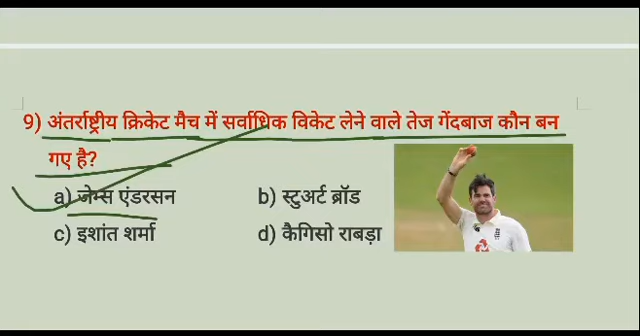 9) अंतर्राष्ट्रीय क्रिकेट मैच में सर्वाधिक विकेट लेने वाले तेज गेंदबाज कौन बन
गए है?
a) जेम्स एंडरसन b) स्टुअर्ट ब्रॉड
c) इशांत शर्मा d) कैगिसो राबड़ा